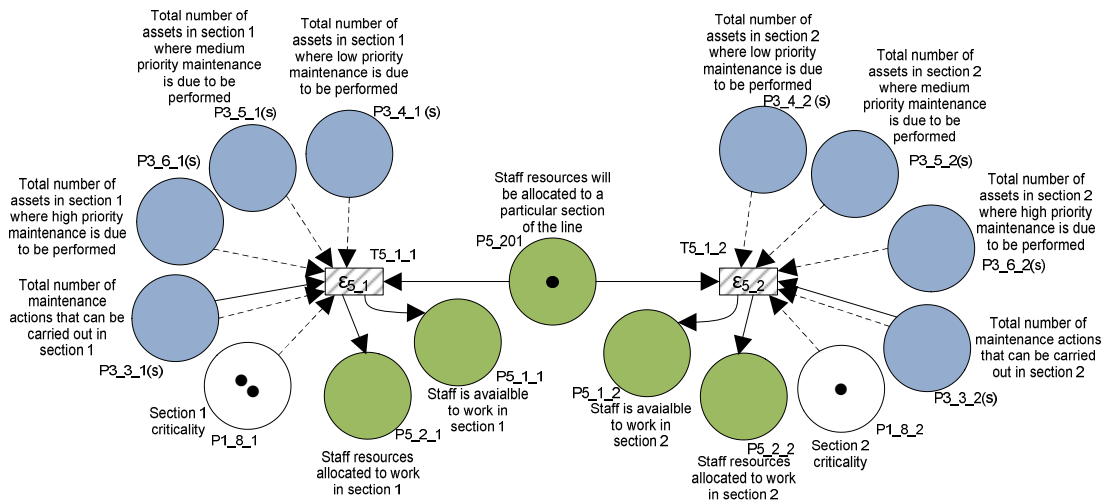 Total number of
assets in section 1
where medium
priority maintenance
is due to be
performed
P3_5_1(s)
Total number of
assets in section 1
where low priority
maintenance is due
to be performed
P3_4_1(s)
P3_6_1(s)
Total number of
assets in section 1
where high priority
maintenance is due
to be performed
Total number of
maintenance
actions that can be
carried out in
section 1
P3_3_1(s)
T5_1_1
ε5_1
Section 1
criticality
P1_8_1
P5_2_1
Staff resources
allocated to work
in section 1
P5_1_1
Staff is avaialble
to work in
section 1
Staff resources will
be allocated to a
particular section
of the line
P5_201
Total number of
assets in section 2
where low priority
maintenance is due
to be performed
P3_4_2(s)
Total number of
assets in section 2
where medium
priority maintenance
is due to be
performed
P3_5_2(s)
Total number of
assets in section 2
where high priority
maintenance is due
to be performed
P3_6_2(s)
T5_1_2
ε5_2
Total number of
maintenance actions
that can be carried
out in section 2
P3_3_2(s)
P5_1_2
Staff is avaialble
to work in
section 2
P5_2_2
Staff resources
allocated to work in
section 2
P1_8_2
Section 2
criticality